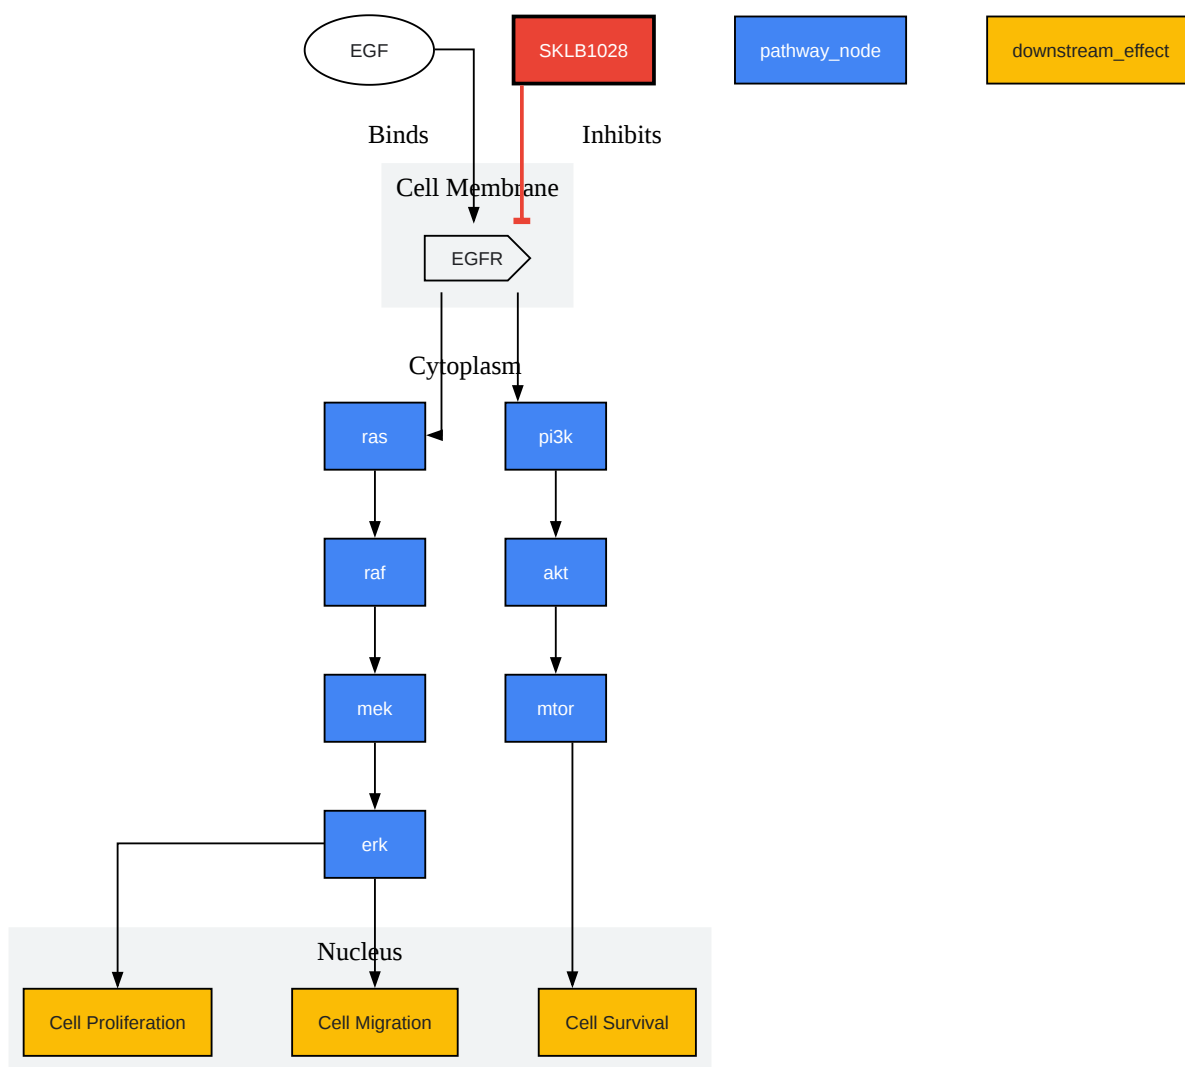 EGF
SKLB1028
pathway_node
downstream_effect
Binds
Inhibits
Cell Membrane
EGFR
Cytoplasm
ras
pi3k
raf
akt
mek
mtor
erk
Nucleus
Cell Proliferation
Cell Migration
Cell Survival